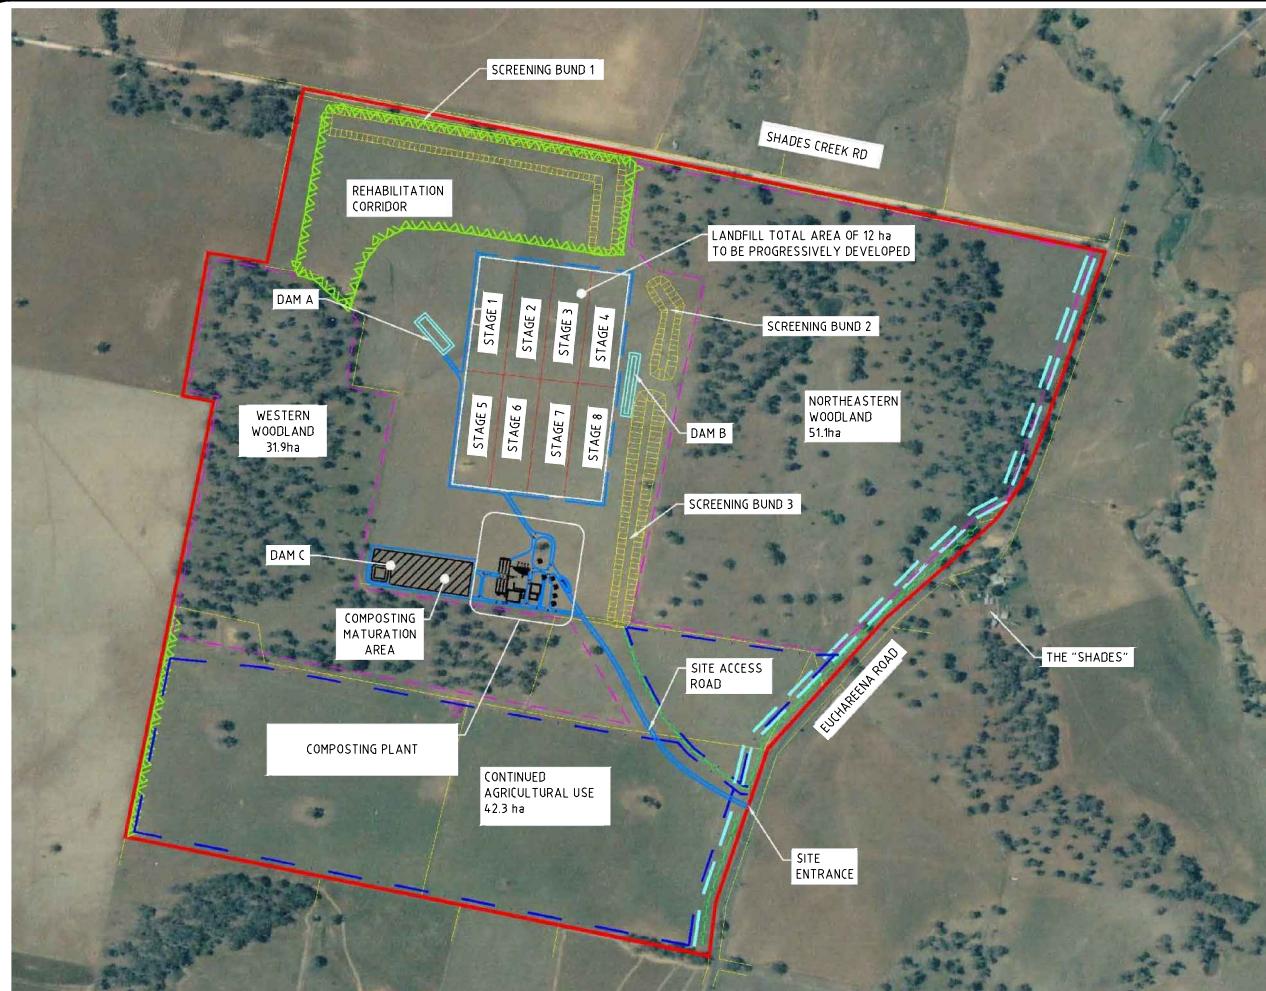 SCREENING BUND 1
SHADES CREEK RD
REHABILITATION
CORRIDOR
LANDFILL TOTAL AREA OF 12 ha
TO BE PROGRESSIVELY DEVELOPED
DAM A
STAGE 1
STAGE 2
STAGE 3
STAGE 4
SCREENING BUND 2
WESTERN
WOODLAND
31.9ha
STAGE 5
STAGE 6
STAGE 7
STAGE 8
DAM B
NORTHEASTERN
WOODLAND
51.1ha
SCREENING BUND 3
DAM C
COMPOSTING
MATURATION
AREA
SITE ACCESS
ROAD
EUCHAREENA ROAD
THE "SHADES"
COMPOSTING PLANT
CONTINUED
AGRICULTURAL USE
42.3 ha
SITE
ENTRANCE